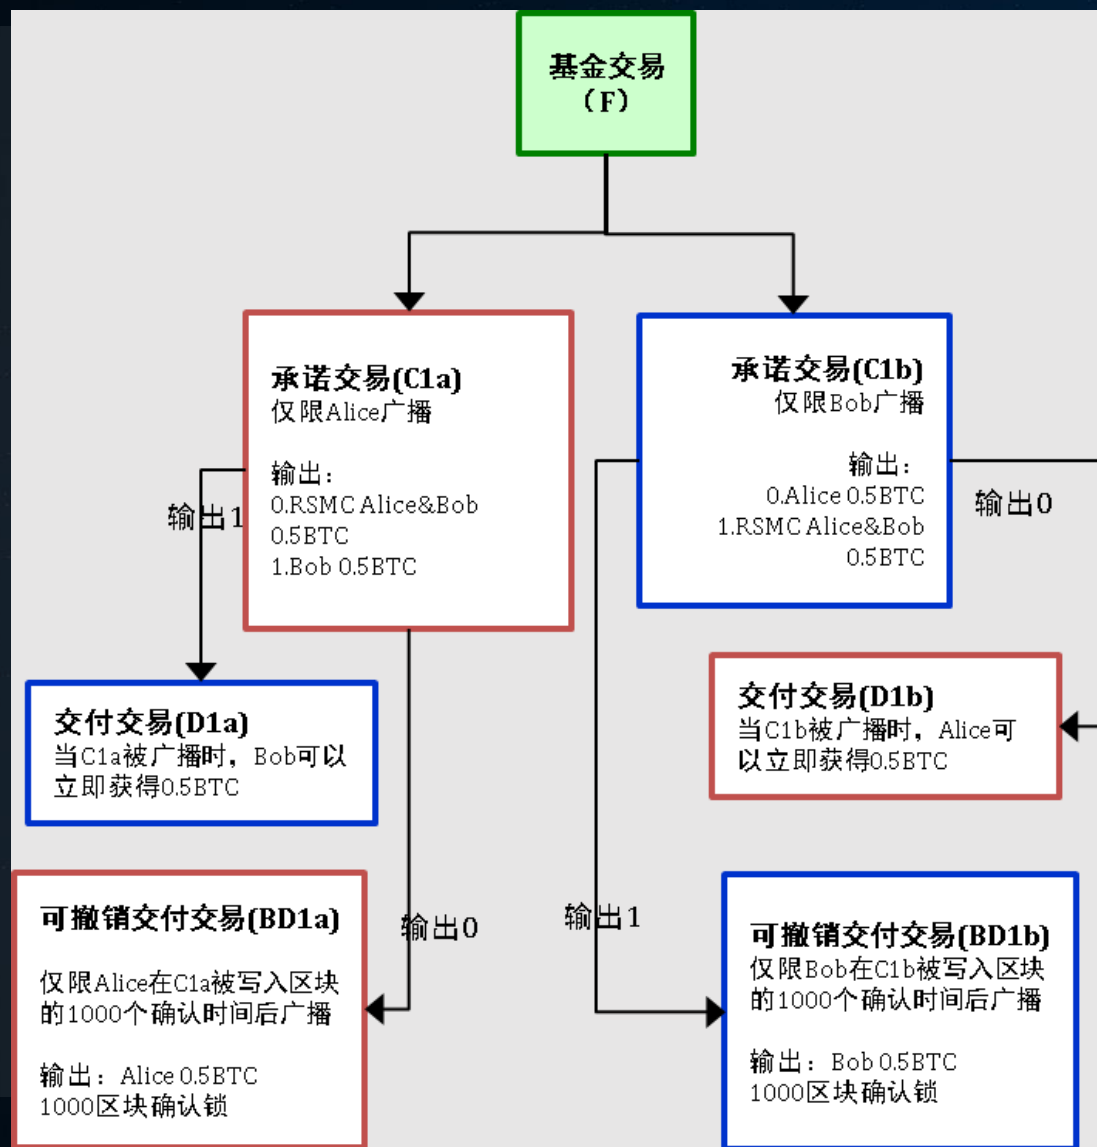 基金交易
（F）
承诺交易(C1a)
仅限Alice广播
输出：
0.RSMC Alice&Bob
0.5BTC
1.Bob 0.5BTC
承诺交易(C1b)
仅限Bob广播
输出：
0.Alice 0.5BTC
1.RSMC Alice&Bob
0.5BTC
输出1
输出0
交付交易(D1a)
当C1a被广播时，Bob可以
立即获得0.5BTC
交付交易(D1b)
当C1b被广播时，Alice可
以立即获得0.5BTC
可撤销交付交易(BD1a)
仅限Alice在C1a被写入区块
的1000个确认时间后广播
输出：Alice 0.5BTC
1000区块确认锁
输出0
输出1
可撤销交付交易(BD1b)
仅限Bob在C1b被写入区块
的1000个确认时间后广播
输出：Bob 0.5BTC
1000区块确认锁